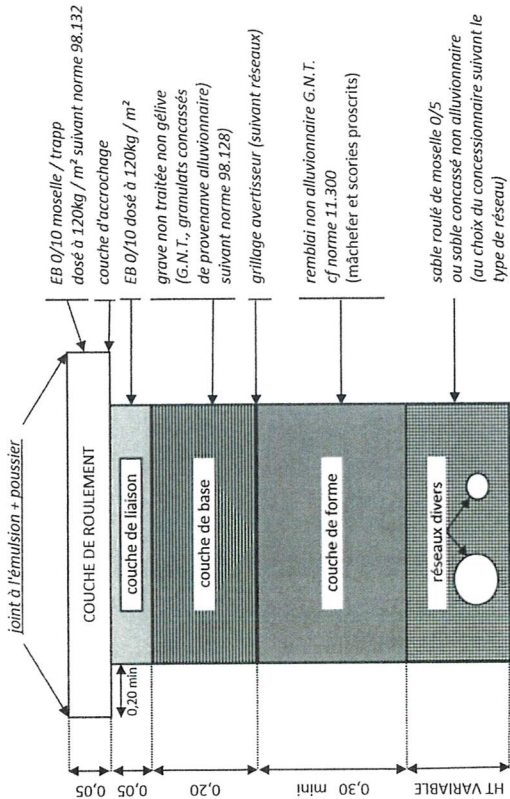 joint à l'émulsion + poussier
COUCHE DE ROULEMENT
EB 0/10 moselle / trapp
dosé à 120kg / m² suivant norme 98.132
couche d'accrochage
0,05
0,20 min
couche de liaison
EB 0/10 dosé à 120kg / m²
0,05
couche de base
grave non traitée non gélive
(G.N.T., granulats concassés
de provenanve alluvionnaire)
suivant norme 98.128)
0,20
grillage avertisseur (suivant réseaux)
couche de forme
remblai non alluvionnaire G.N.T.
cf norme 11.300
(mâchefer et scories proscrits)
0,30 mini
réseaux divers
sable roulé de moselle 0/5
ou sable concassé non alluvionnaire
(au choix du concessionnaire suivant le
type de réseau)
HT VARIABLE